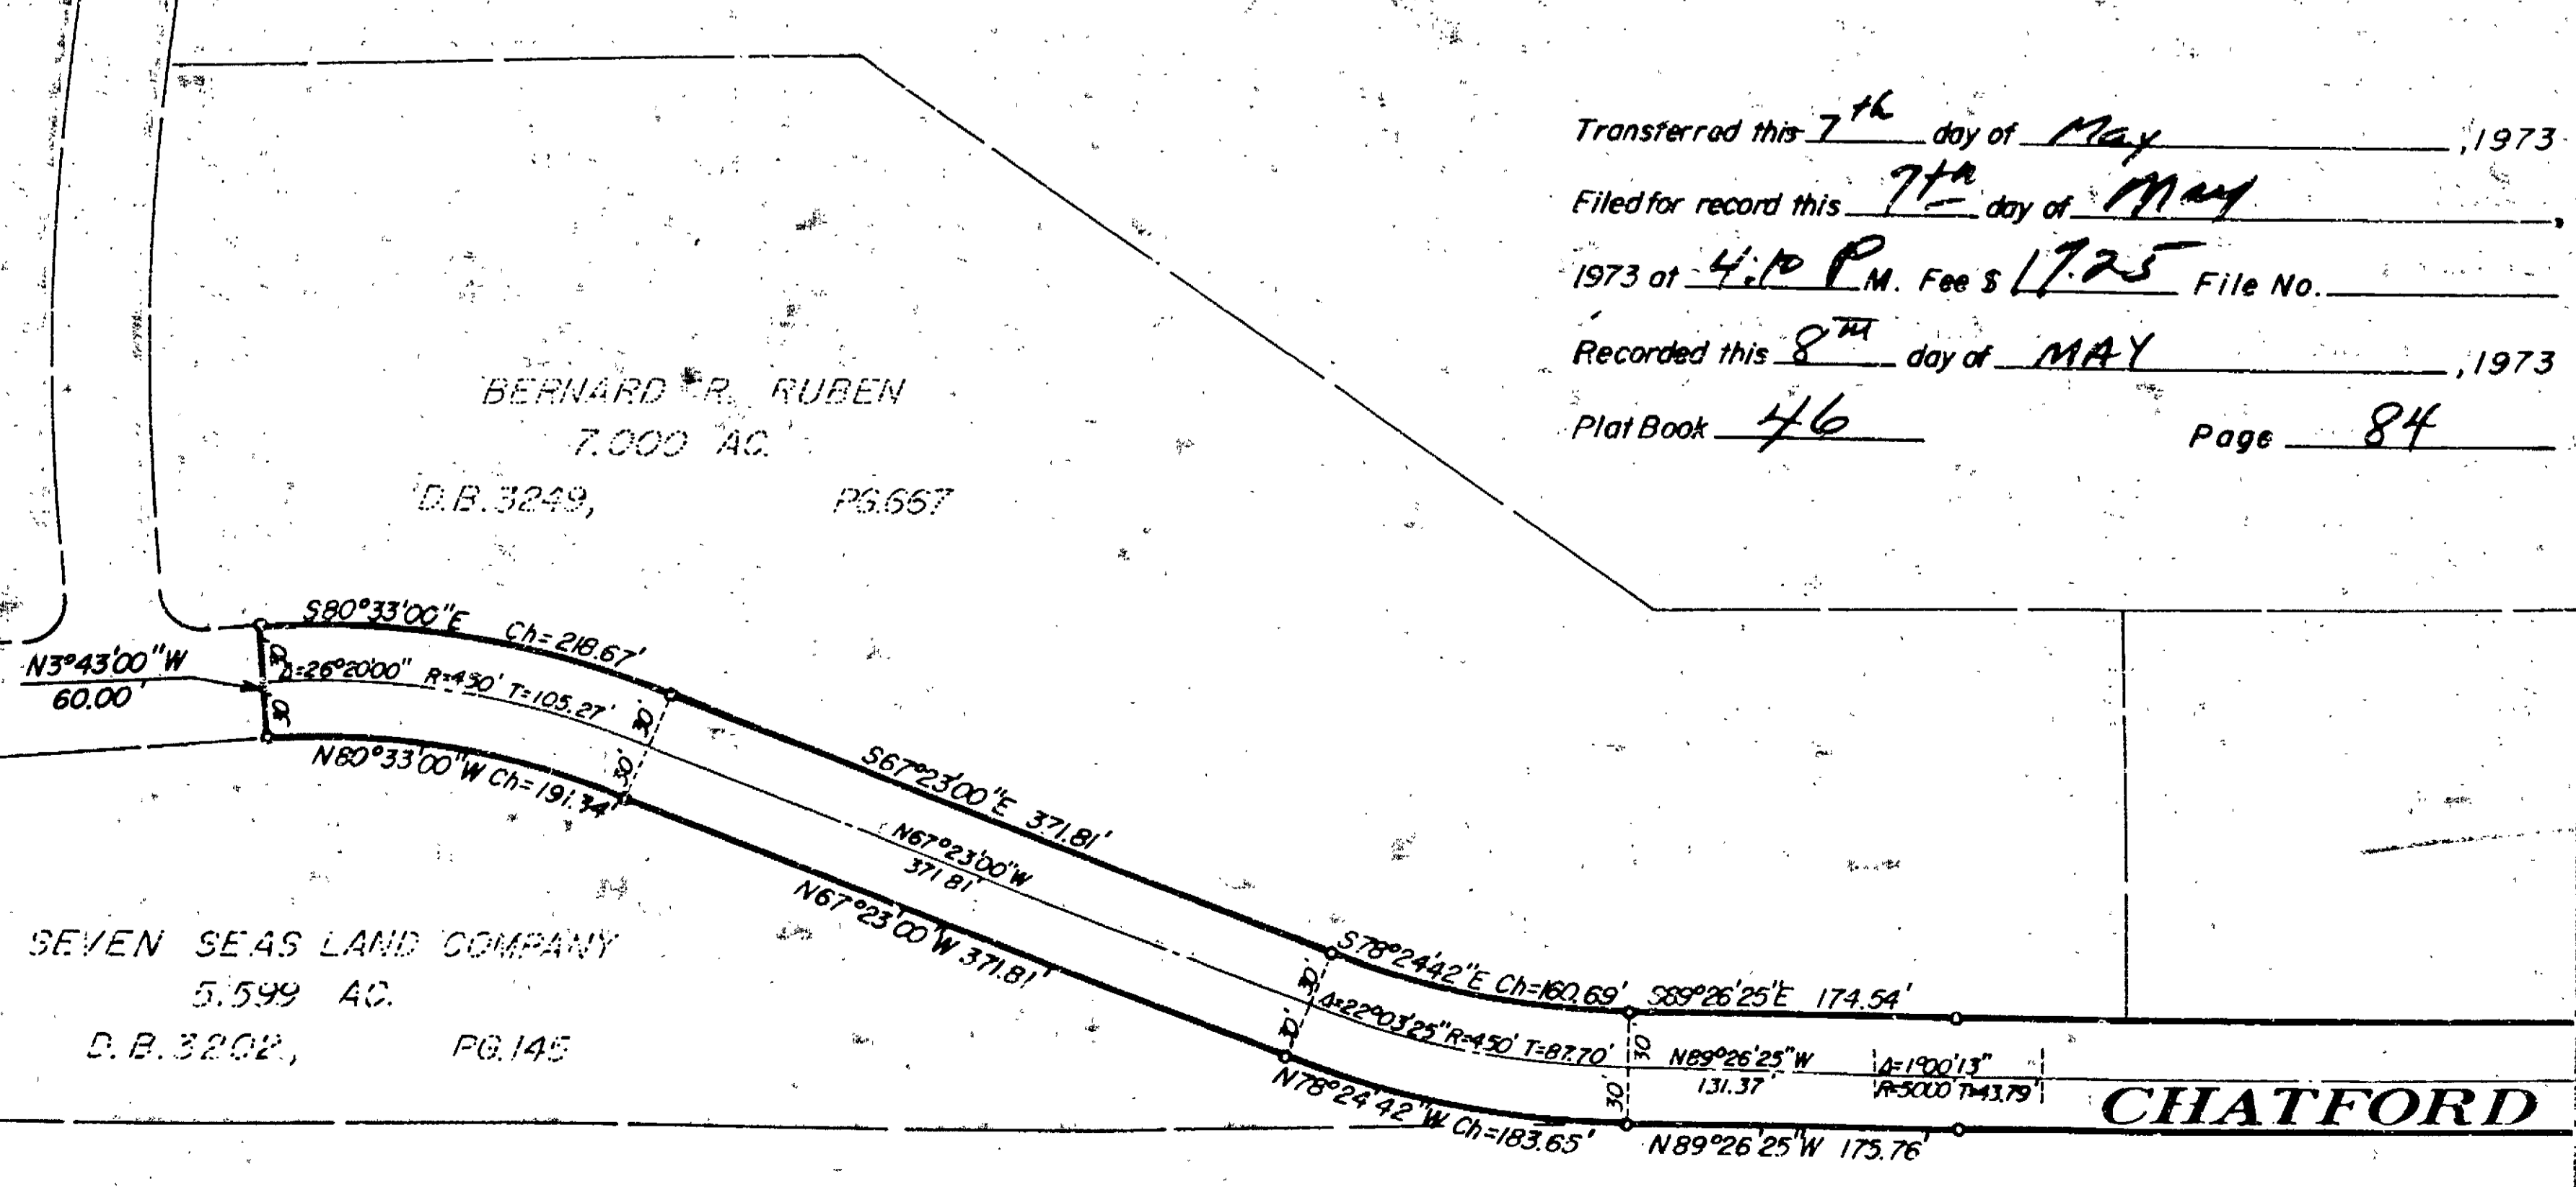 Transferred this 7th day of May ,1973
Filed for record this 7th day of May ,
1973 at 4:10 P M. Fee $ 17.25 File No.
Recorded this 8TH day of MAY ,1973
Plat Book 46 Page 84
BERNARD R. RUBEN
7.000 AC.
D.B. 3249, PG.667
S80°33'00"E Ch=218.67'
N3°43'00"W
60.00'
30'
30'
Δ=26°20'00" R=450' T=105.27'
30'
30'
N80°33'00"W Ch=191.34'
S67°23'00"E 371.81'
N67°23'00"W
371.81'
N67°23'00"W 371.81'
SEVEN SEAS LAND COMPANY
5.599 AC.
D.B. 3202, PG.145
S78°24'42"E Ch=160.69'
S89°26'25"E 174.54'
30'
30'
Δ=22°03'25" R=450' T=87.70'
30'
30'
N89°26'25"W
131.37'
Δ=1°00'13"
R=5000' T=43.79'
CHATFORD
N78°24'42"W Ch=183.65'
N89°26'25"W 175.76'